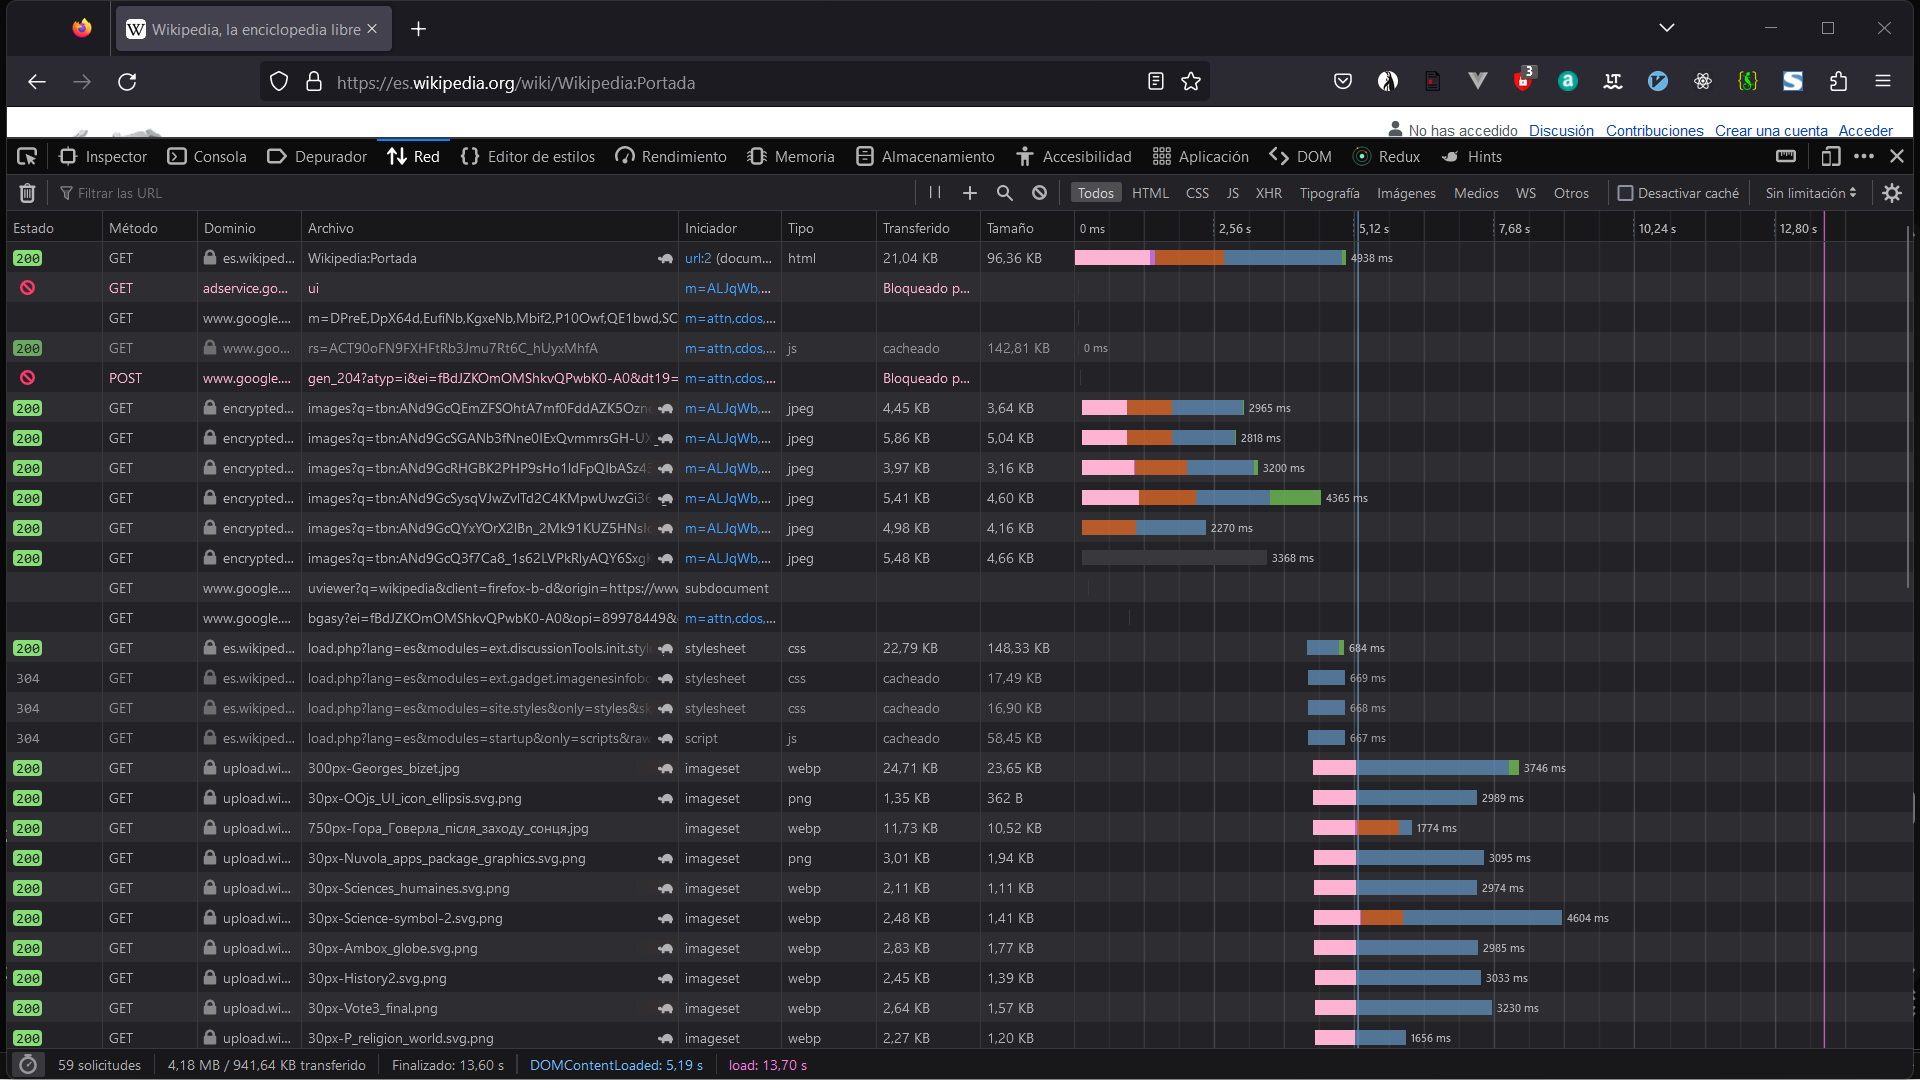 Wikipedia, la enciclopedia libre
https://es.wikipedia.org/wiki/Wikipedia:Portada
3
No has accedido Discusión Contribuciones Crear una cuenta Acceder
Inspector Consola Depurador Red Editor de estilos Rendimiento Memoria Almacenamiento Accesibilidad Aplicación DOM Redux Hints
Filtrar las URL Todos HTML CSS JS XHR Tipografía Imágenes Medios WS Otros Desactivar caché Sin limitación
Estado Método Dominio Archivo Iniciador Tipo Transferido Tamaño 0 ms 2,56 s 5,12 s 7,68 s 10,24 s 12,80 s
200 GET es.wikiped... Wikipedia:Portada url:2 (docum... html 21,04 KB 96,36 KB 4938 ms
GET adservice.go... ui m=ALJqWb,... Bloqueado p...
GET www.google.... m=DPreE,DpX64d,EufiNb,KgxeNb,Mbif2,P10Owf,QE1bwd,SC m=attn,cdos,...
200 GET www.goo... rs=ACT90oFN9FXHFtRb3Jmu7Rt6C_hUyxMhfA m=attn,cdos,... js cacheado 142,81 KB 0 ms
POST www.google.... gen_204?atyp=i&ei=fBdJZKOmOMShkvQPwbK0-A0&dt19= m=attn,cdos,... Bloqueado p...
200 GET encrypted... images?q=tbn:ANd9GcQEmZFSOhtA7mf0FddAZK5Ozn m=ALJqWb,... jpeg 4,45 KB 3,64 KB 2965 ms
200 GET encrypted... images?q=tbn:ANd9GcSGANb3fNne0IExQvmmrsGH-UX_ m=ALJqWb,... jpeg 5,86 KB 5,04 KB 2818 ms
200 GET encrypted... images?q=tbn:ANd9GcRHGBK2PHP9sHo1ldFpQIbASz4 m=ALJqWb,... jpeg 3,97 KB 3,16 KB 3200 ms
200 GET encrypted... images?q=tbn:ANd9GcSysqVJwZvlTd2C4KMpwUwzGi36 m=ALJqWb,... jpeg 5,41 KB 4,60 KB 4365 ms
200 GET encrypted... images?q=tbn:ANd9GcQYxYOrX2lBn_2Mk91KUZ5HNsl m=ALJqWb,... jpeg 4,98 KB 4,16 KB 2270 ms
200 GET encrypted... images?q=tbn:ANd9GcQ3f7Ca8_1s62LVPkRlyAQY6Sxg m=ALJqWb,... jpeg 5,48 KB 4,66 KB 3368 ms
GET www.google.... uviewer?q=wikipedia&client=firefox-b-d&origin=https://www subdocument
GET www.google.... bgasy?ei=fBdJZKOmOMShkvQPwbK0-A0&opi=89978449& m=attn,cdos,...
200 GET es.wikiped... load.php?lang=es&modules=ext.discussionTools.init.styl stylesheet css 22,79 KB 148,33 KB 684 ms
304 GET es.wikiped... load.php?lang=es&modules=ext.gadget.imagenesinfobo stylesheet css cacheado 17,49 KB 669 ms
304 GET es.wikiped... load.php?lang=es&modules=site.styles&only=styles&sk stylesheet css cacheado 16,90 KB 668 ms
304 GET es.wikiped... load.php?lang=es&modules=startup&only=scripts&raw script js cacheado 58,45 KB 667 ms
200 GET upload.wi... 300px-Georges_bizet.jpg imageset webp 24,71 KB 23,65 KB 3746 ms
200 GET upload.wi... 30px-OOjs_UI_icon_ellipsis.svg.png imageset png 1,35 KB 362 B 2989 ms
200 GET upload.wi... 750px-Гора_Говерла_після_заходу_сонця.jpg imageset webp 11,73 KB 10,52 KB 1774 ms
200 GET upload.wi... 30px-Nuvola_apps_package_graphics.svg.png imageset png 3,01 KB 1,94 KB 3095 ms
200 GET upload.wi... 30px-Sciences_humaines.svg.png imageset webp 2,11 KB 1,11 KB 2974 ms
200 GET upload.wi... 30px-Science-symbol-2.svg.png imageset webp 2,48 KB 1,41 KB 4604 ms
200 GET upload.wi... 30px-Ambox_globe.svg.png imageset webp 2,83 KB 1,77 KB 2985 ms
200 GET upload.wi... 30px-History2.svg.png imageset webp 2,45 KB 1,39 KB 3033 ms
200 GET upload.wi... 30px-Vote3_final.png imageset webp 2,64 KB 1,57 KB 3230 ms
200 GET upload.wi... 30px-P_religion_world.svg.png imageset webp 2,27 KB 1,20 KB 1656 ms
59 solicitudes 4,18 MB / 941,64 KB transferido Finalizado: 13,60 s DOMContentLoaded: 5,19 s load: 13,70 s